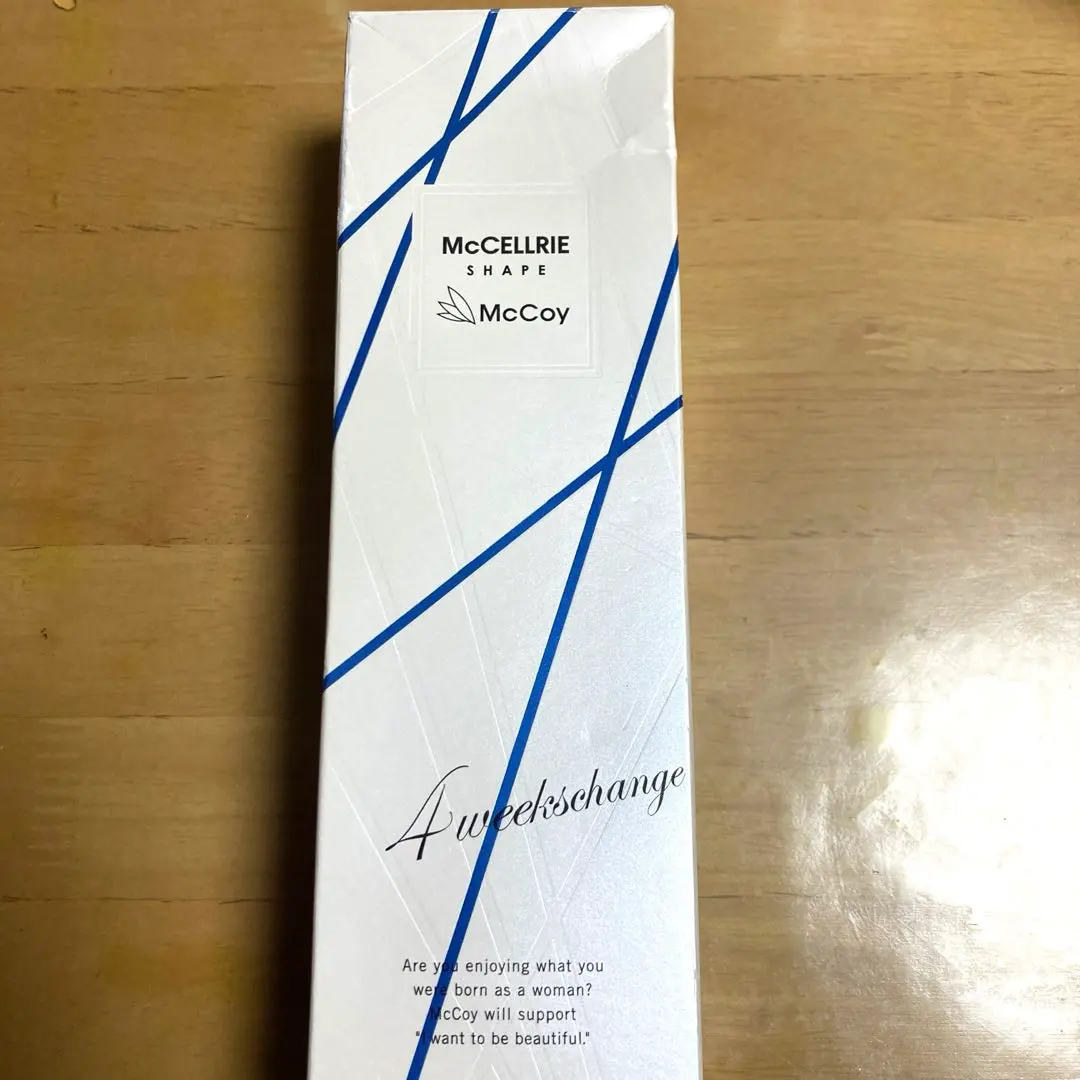 McCELLRIE
SHAPE
McCoy
4weekschange
Are you enjoying what you
were born as a woman?
McCoy will support
"I want to be beautiful."